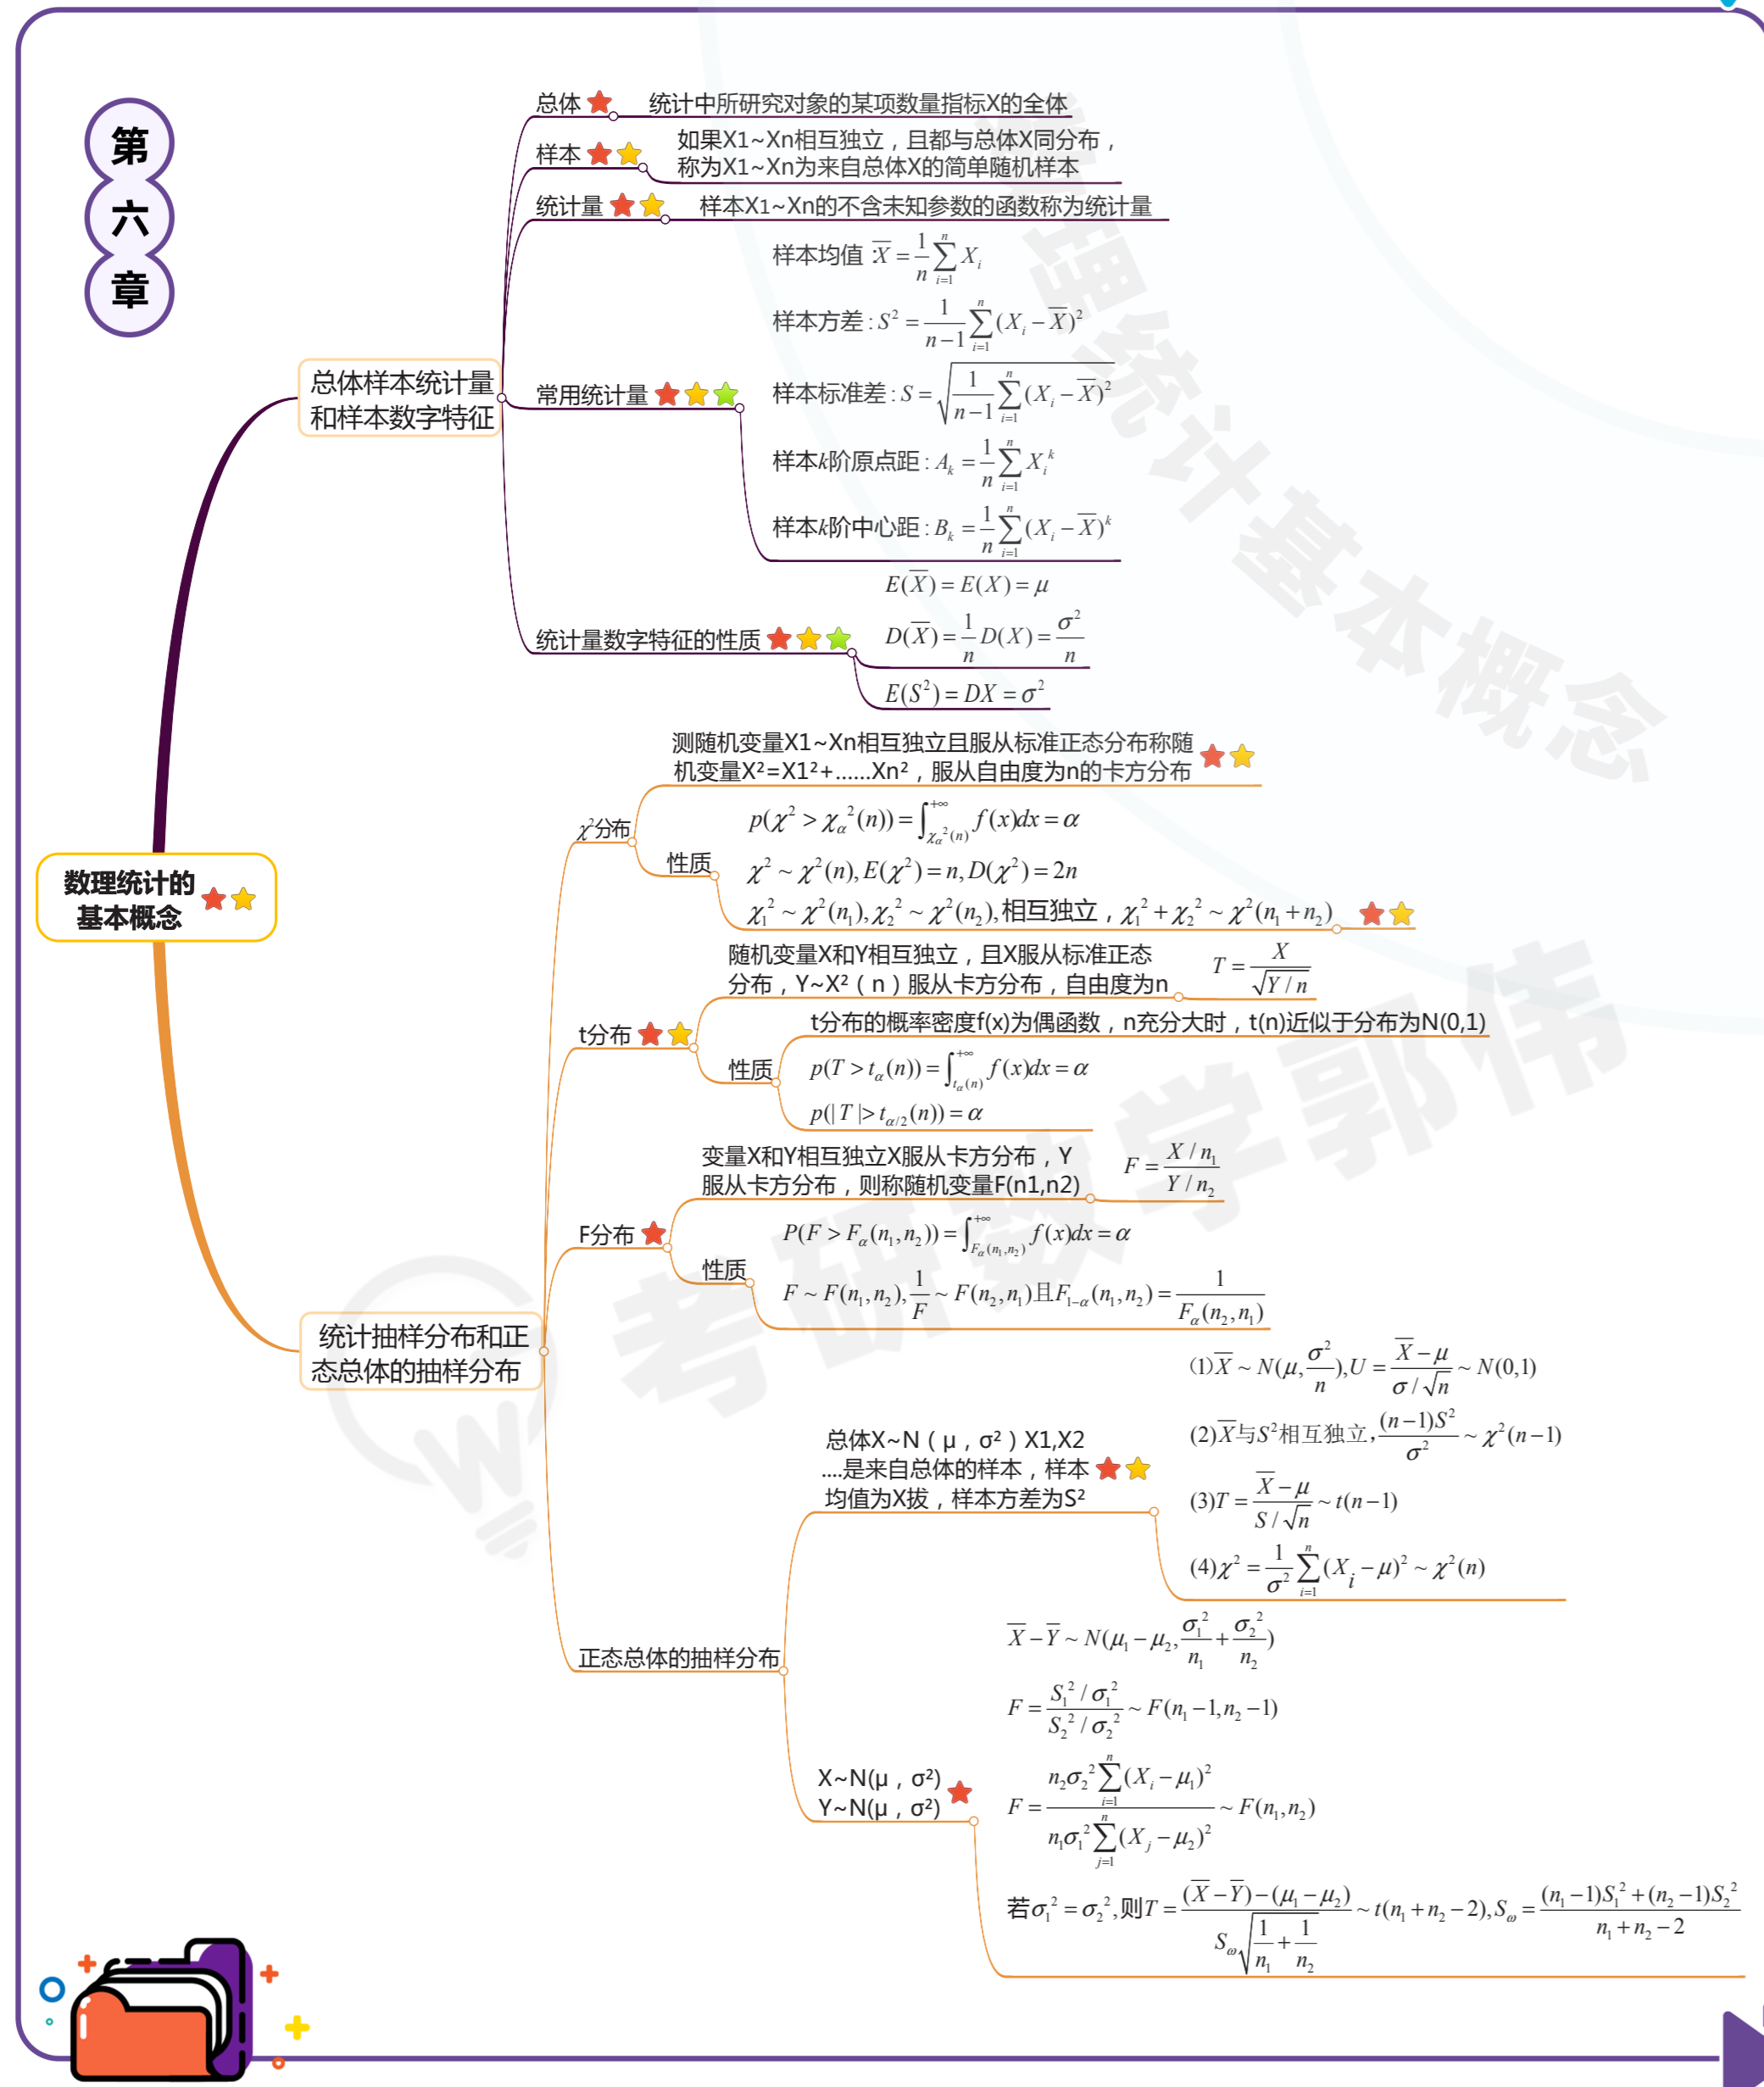 第
六
章
总体样本统计量
和样本数字特征
总体
统计中所研究对象的某项数量指标X的全体
样本
如果X1~Xn相互独立，且都与总体X同分布，
称为X1~Xn为来自总体X的简单随机样本
统计量
样本X1~Xn的不含未知参数的函数称为统计量
常用统计量
样本均值 :X̅ = 1/n ∑_{i=1}^{n} X_i
样本方差 : S² = 1/(n−1) ∑_{i=1}^{n} (X_i − X̅)²
样本标准差 : S = √(1/(n−1) ∑_{i=1}^{n} (X_i − X̅)²)
样本k阶原点距 : A_k = 1/n ∑_{i=1}^{n} X_i^k
样本k阶中心距 : B_k = 1/n ∑_{i=1}^{n} (X_i − X̅)^k
统计量数字特征的性质
E(X̅) = E(X) = μ
D(X̅) = 1/n D(X) = σ²/n
E(S²) = DX = σ²
数理统计的
基本概念
统计抽样分布和正
态总体的抽样分布
χ²分布
测随机变量X1~Xn相互独立且服从标准正态分布称随
机变量X²=X1²+......Xn²，服从自由度为n的卡方分布
性质
p(χ² > χ_α²(n)) = ∫_{χ_α²(n)}^{+∞} f(x)dx = α
χ² ~ χ²(n), E(χ²) = n, D(χ²) = 2n
χ₁² ~ χ²(n₁), χ₂² ~ χ²(n₂), 相互独立，χ₁² + χ₂² ~ χ²(n₁ + n₂)
t分布
随机变量X和Y相互独立，且X服从标准正态
分布，Y~X²（n）服从卡方分布，自由度为n
T = X/√(Y / n)
性质
t分布的概率密度f(x)为偶函数，n充分大时，t(n)近似于分布为N(0,1)
p(T > t_α(n)) = ∫_{t_α(n)}^{+∞} f(x)dx = α
p(| T |> t_{α/2}(n)) = α
F分布
变量X和Y相互独立X服从卡方分布，Y
服从卡方分布，则称随机变量F(n1,n2)
F = (X / n₁)/(Y / n₂)
性质
P(F > F_α(n₁,n₂)) = ∫_{F_α(n₁,n₂)}^{+∞} f(x)dx = α
F ~ F(n₁,n₂), 1/F ~ F(n₂,n₁)且F_{1−α}(n₁,n₂) = 1/F_α(n₂,n₁)
正态总体的抽样分布
总体X~N（μ，σ²）X1,X2
....是来自总体的样本，样本
均值为X拔，样本方差为S²
(1)X̅ ~ N(μ, σ²/n), U = (X̅ − μ)/(σ / √n) ~ N(0,1)
(2)X̅与S²相互独立, (n−1)S²/σ² ~ χ²(n−1)
(3)T = (X̅ − μ)/(S / √n) ~ t(n−1)
(4)χ² = 1/σ² ∑_{i=1}^{n} (X_i − μ)² ~ χ²(n)
X~N(μ，σ²)
Y~N(μ，σ²)
X̅ − Y̅ ~ N(μ₁ − μ₂, σ₁²/n₁ + σ₂²/n₂)
F = (S₁² / σ₁²)/(S₂² / σ₂²) ~ F(n₁ −1, n₂ −1)
F = (n₂σ₂² ∑_{i=1}^{n} (X_i − μ₁)²)/(n₁σ₁² ∑_{j=1}^{n} (X_j − μ₂)²) ~ F(n₁,n₂)
若σ₁² = σ₂², 则T = ((X̅ − Y̅) − (μ₁ − μ₂))/(S_ω √(1/n₁ + 1/n₂)) ~ t(n₁ + n₂ − 2), S_ω = ((n₁ −1)S₁² + (n₂ −1)S₂²)/(n₁ + n₂ − 2)
数理统计基本概念
考研数学郭伟